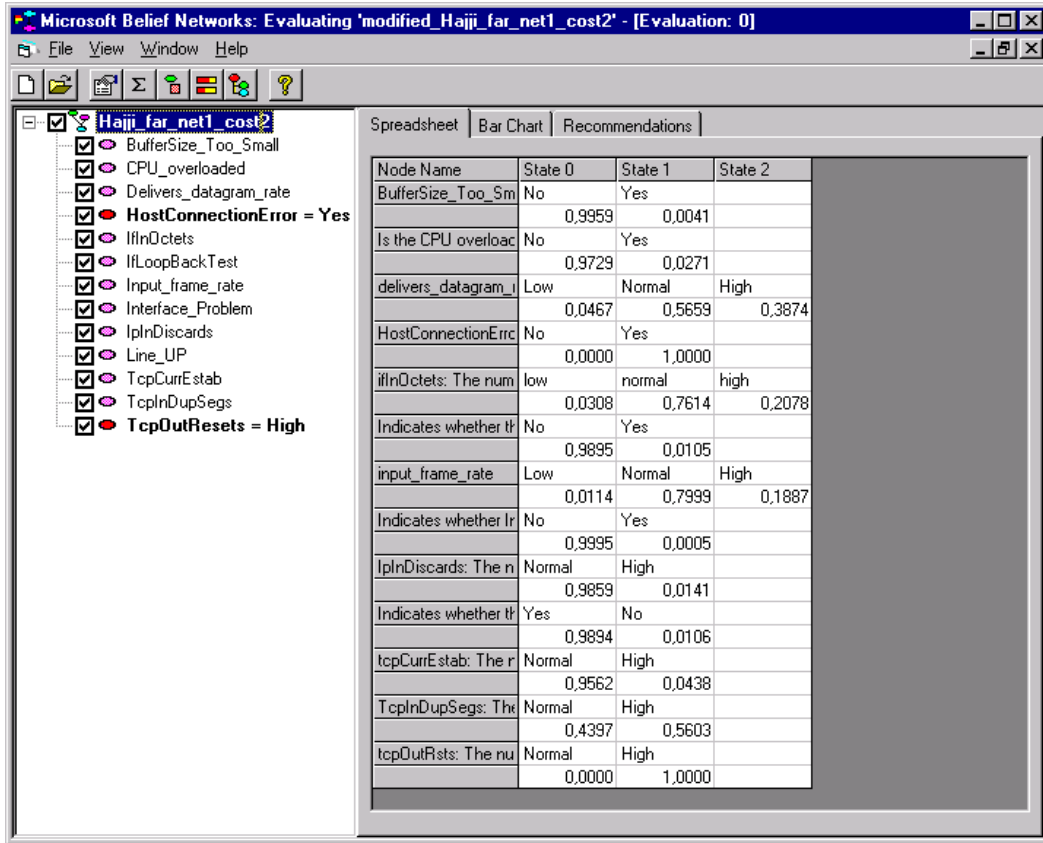 Microsoft Belief Networks: Evaluating 'modified_Hajji_far_net1_cost2' - [Evaluation: 0]
File View Window Help
Hajji_far_net1_cost2
BufferSize_Too_Small
CPU_overloaded
Delivers_datagram_rate
HostConnectionError = Yes
IfInOctets
IfLoopBackTest
Input_frame_rate
Interface_Problem
IpInDiscards
Line_UP
TcpCurrEstab
TcpInDupSegs
TcpOutResets = High
Spreadsheet Bar Chart Recommendations
Node Name State 0 State 1 State 2
BufferSize_Too_Sm No Yes
0,9959 0,0041
Is the CPU overloac No Yes
0,9729 0,0271
delivers_datagram_r Low Normal High
0,0467 0,5659 0,3874
HostConnectionErrc No Yes
0,0000 1,0000
ifInOctets: The num low normal high
0,0308 0,7614 0,2078
Indicates whether th No Yes
0,9895 0,0105
input_frame_rate Low Normal High
0,0114 0,7999 0,1887
Indicates whether Ir No Yes
0,9995 0,0005
IpInDiscards: The n Normal High
0,9859 0,0141
Indicates whether th Yes No
0,9894 0,0106
tcpCurrEstab: The r Normal High
0,9562 0,0438
TcpInDupSegs: The Normal High
0,4397 0,5603
tcpOutRsts: The nu Normal High
0,0000 1,0000